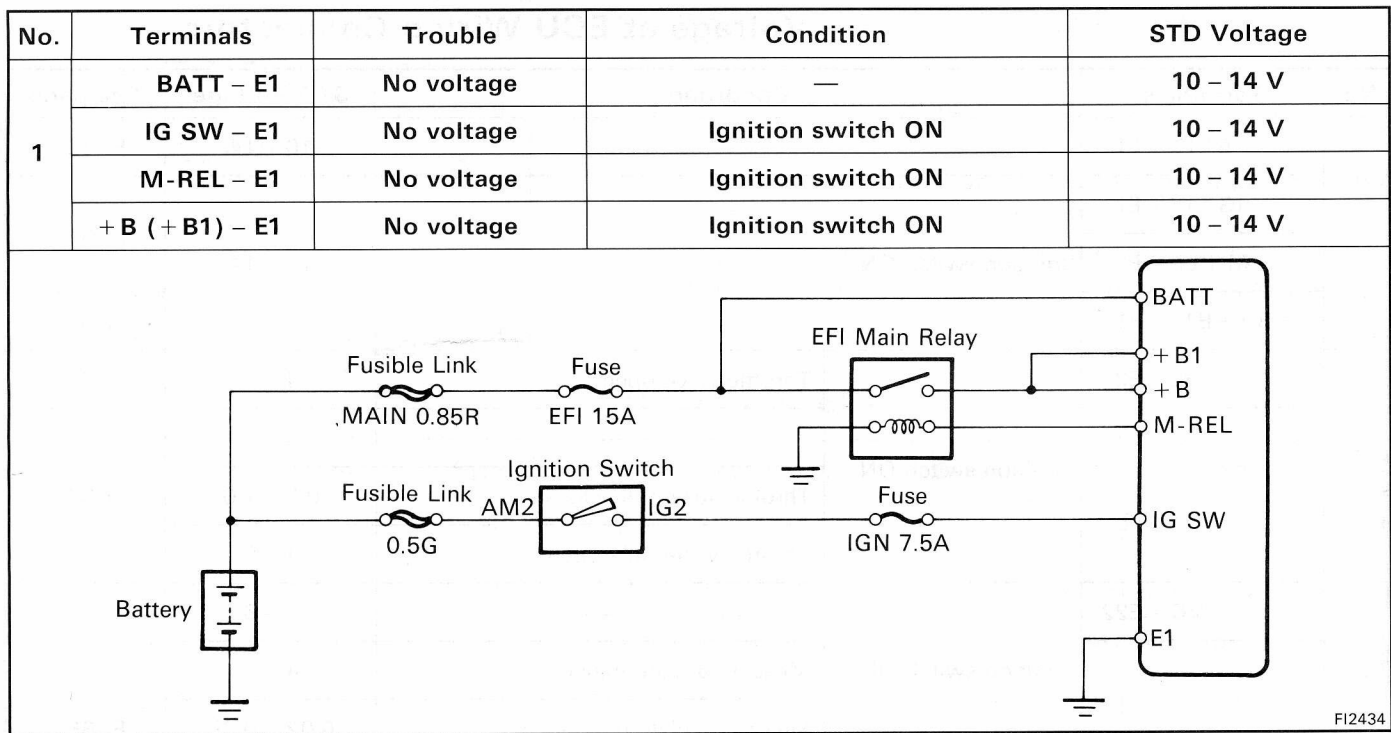 No. Terminals Trouble Condition STD Voltage
1
BATT – E1 No voltage — 10 – 14 V
IG SW – E1 No voltage Ignition switch ON 10 – 14 V
M-REL – E1 No voltage Ignition switch ON 10 – 14 V
+B (+B1) – E1 No voltage Ignition switch ON 10 – 14 V
BATT
EFI Main Relay
+B1
Fusible Link
Fuse
+B
MAIN 0.85R
EFI 15A
M-REL
Ignition Switch
Fusible Link
AM2
IG2
Fuse
IG SW
0.5G
IGN 7.5A
Battery
E1
FI2434